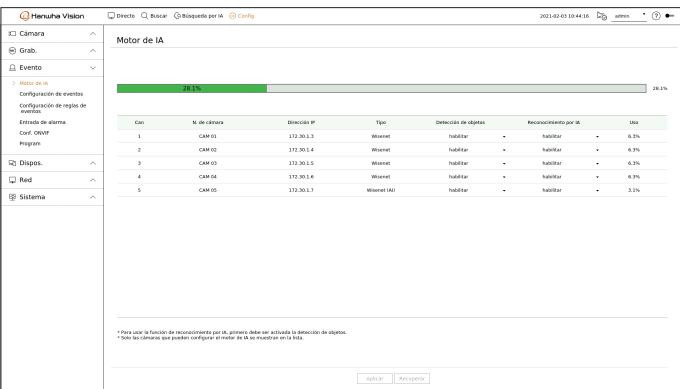 Hanwha Vision
Directo Buscar Búsqueda por IA Config. 2021-02-03 10:44:16 admin
Cámara
Grab.
Evento
Motor de IA
Configuración de eventos
Configuración de reglas de eventos
Entrada de alarma
Conf. ONVIF
Program
Dispos.
Red
Sistema
Motor de IA
28.1% 28.1%
Can N. de cámara Dirección IP Tipo Detección de objetos Reconocimiento por IA Uso
1 CAM 01 172.30.1.3 Wisenet habilitar habilitar 6.3%
2 CAM 02 172.30.1.4 Wisenet habilitar habilitar 6.3%
3 CAM 03 172.30.1.5 Wisenet habilitar habilitar 6.3%
4 CAM 04 172.30.1.6 Wisenet habilitar habilitar 6.3%
5 CAM 05 172.30.1.7 Wisenet (AI) habilitar habilitar 3.1%
* Para usar la función de reconocimiento por IA, primero debe ser activada la detección de objetos.
* Solo las cámaras que pueden configurar el motor de IA se muestran en la lista.
Aplicar Recuperar